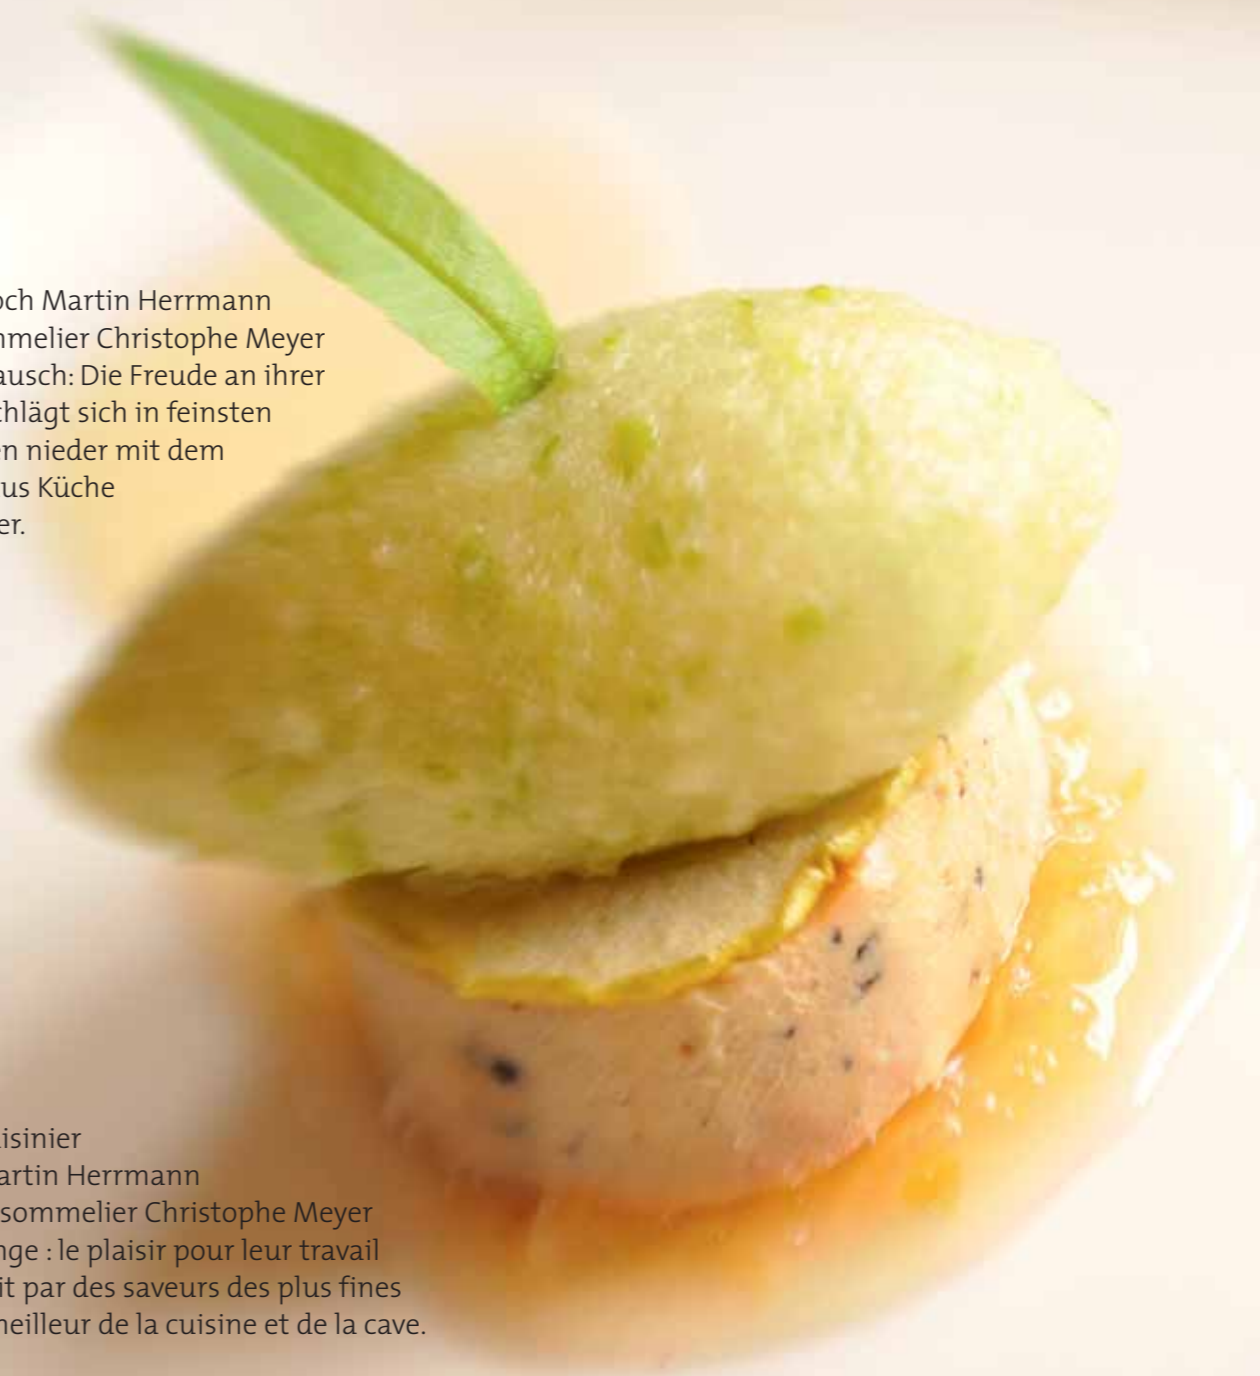 och Martin Herrmann
mmelier Christophe Meyer
ausch: Die Freude an ihrer
chlägt sich in feinsten
en nieder mit dem
us Küche
er.
isinier
artin Herrmann
sommelier Christophe Meyer
nge : le plaisir pour leur travail
it par des saveurs des plus fines
meilleur de la cuisine et de la cave.